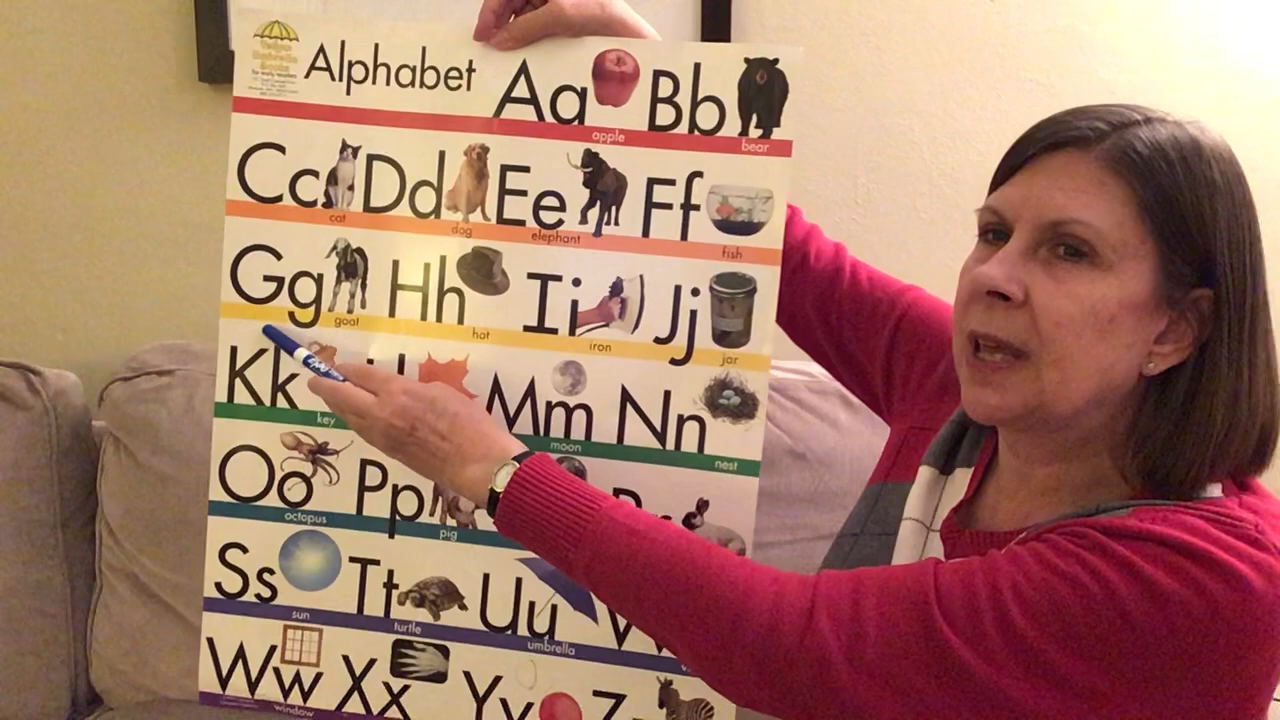 Alphabet Aa Bb
apple bear
Cc Dd Ee Ff
cat dog elephant fish
Gg Hh Ii Jj
goat hat iron jar
Kk Mm Nn
key moon nest
Oo Pp
octopus pig
Ss Tt Uu
sun turtle umbrella
Ww Xx Yy Z
window